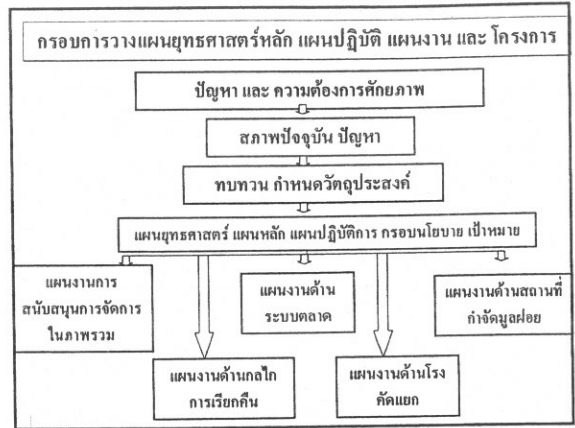 กรอบการวางแผนยุทธศาสตร์หลัก แผนปฏิบัติ แผนงาน และ โครงการ
ปัญหา และ ความต้องการศักยภาพ
สภาพปัจจุบัน ปัญหา
ทบทวน กำหนดวัตถุประสงค์
แผนยุทธศาสตร์ แผนหลัก แผนปฏิบัติการ กรอบนโยบาย เป้าหมาย
แผนงานการ
สนับสนุนการจัดการ
ในภาพรวม
แผนงานด้าน
ระบบตลาด
แผนงานด้านสถานที่
กำจัดมูลฝอย
แผนงานด้านกลไก
การเรียกคืน
แผนงานด้านโรง
คัดแยก